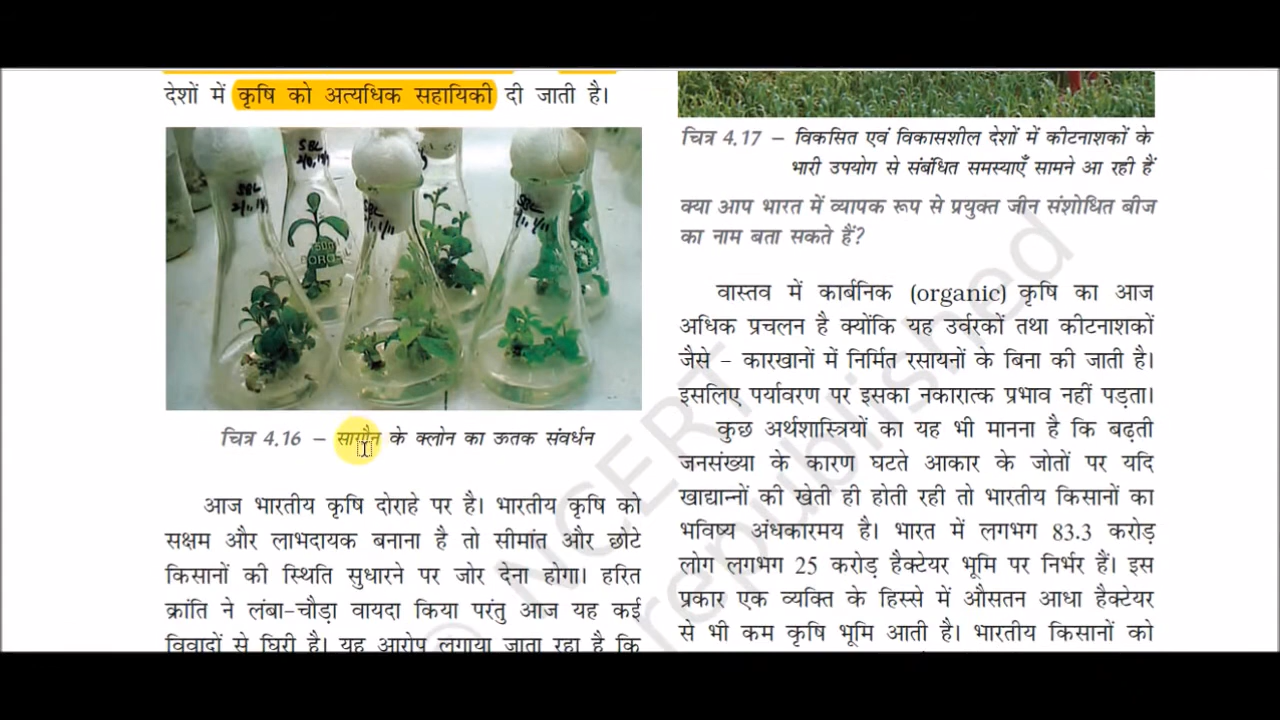 देशों में कृषि को अत्यधिक सहायिकी दी जाती है।
चित्र 4.16 – सागौन के क्लोन का ऊतक संवर्धन
आज भारतीय कृषि दोराहे पर है। भारतीय कृषि को
सक्षम और लाभदायक बनाना है तो सीमांत और छोटे
किसानों की स्थिति सुधारने पर जोर देना होगा। हरित
क्रांति ने लंबा-चौड़ा वायदा किया परंतु आज यह कई
विवादों से घिरी है। यह आरोप लगाया जाता रहा है कि
चित्र 4.17 – विकसित एवं विकासशील देशों में कीटनाशकों के
भारी उपयोग से संबंधित समस्याएँ सामने आ रही हैं
क्या आप भारत में व्यापक रूप से प्रयुक्त जीन संशोधित बीज
का नाम बता सकते हैं?
वास्तव में कार्बनिक (organic) कृषि का आज
अधिक प्रचलन है क्योंकि यह उर्वरकों तथा कीटनाशकों
जैसे – कारखानों में निर्मित रसायनों के बिना की जाती है।
इसलिए पर्यावरण पर इसका नकारात्क प्रभाव नहीं पड़ता।
कुछ अर्थशास्त्रियों का यह भी मानना है कि बढ़ती
जनसंख्या के कारण घटते आकार के जोतों पर यदि
खाद्यान्नों की खेती ही होती रही तो भारतीय किसानों का
भविष्य अंधकारमय है। भारत में लगभग 83.3 करोड़
लोग लगभग 25 करोड़ हैक्टेयर भूमि पर निर्भर हैं। इस
प्रकार एक व्यक्ति के हिस्से में औसतन आधा हैक्टेयर
से भी कम कृषि भूमि आती है। भारतीय किसानों को
© NCERT
republished